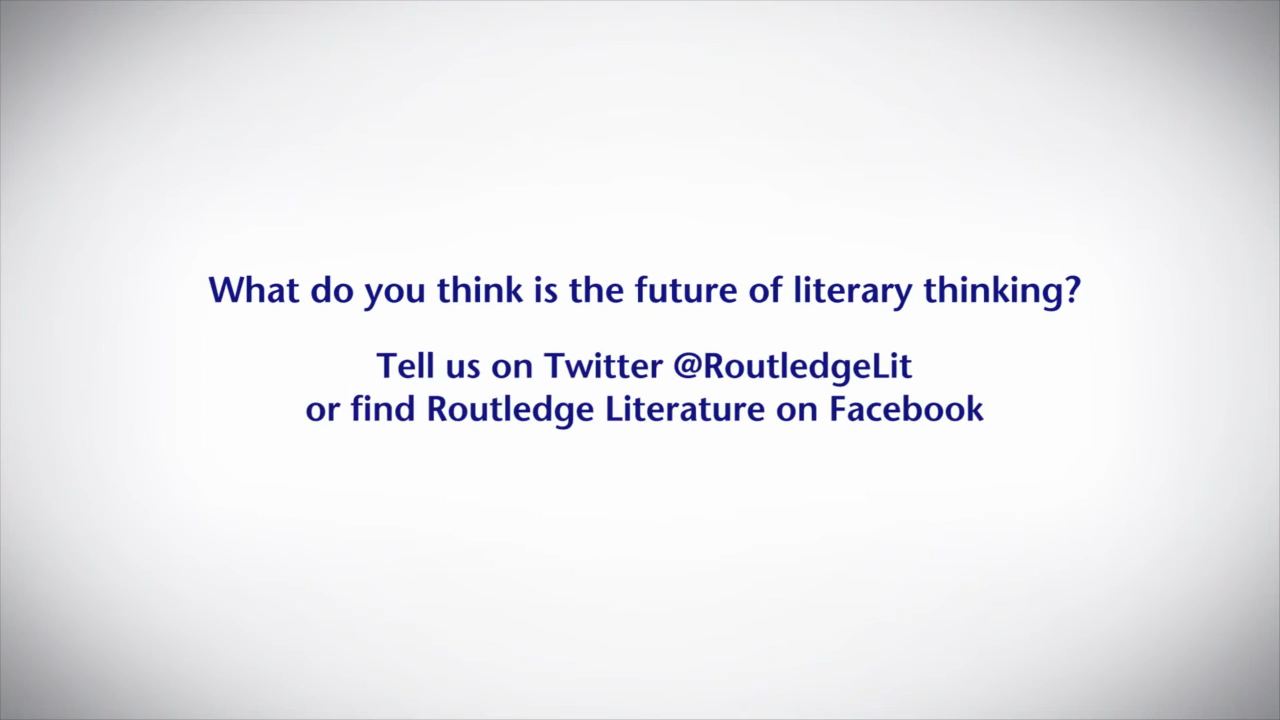 What do you think is the future of literary thinking?
Tell us on Twitter @RoutledgeLit
or find Routledge Literature on Facebook